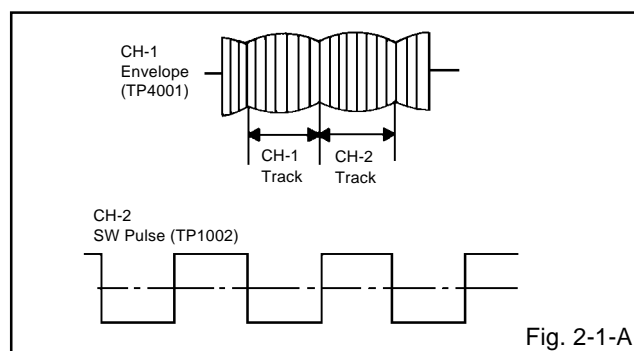 CH-1
Envelope
(TP4001)
CH-1
Track
CH-2
Track
CH-2
SW Pulse (TP1002)
Fig. 2-1-A